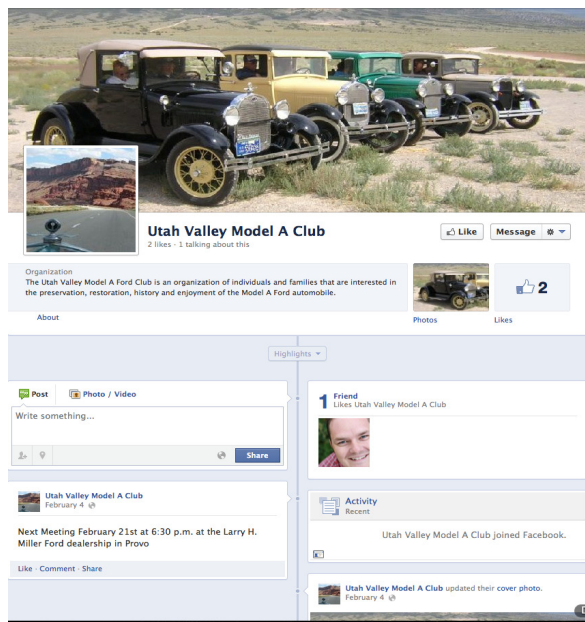 Utah Valley Model A Club
2 likes · 1 talking about this
Like
Message
Organization
The Utah Valley Model A Ford Club is an organization of individuals and families that are interested in
the preservation, restoration, history and enjoyment of the Model A Ford automobile.
About
2
Photos
Likes
Highlights
Post
Photo / Video
Write something...
Share
1 Friend
Likes Utah Valley Model A Club
Utah Valley Model A Club
February 4
Next Meeting February 21st at 6:30 p.m. at the Larry H.
Miller Ford dealership in Provo
Like · Comment · Share
Activity
Recent
Utah Valley Model A Club joined Facebook.
Utah Valley Model A Club updated their cover photo.
February 4